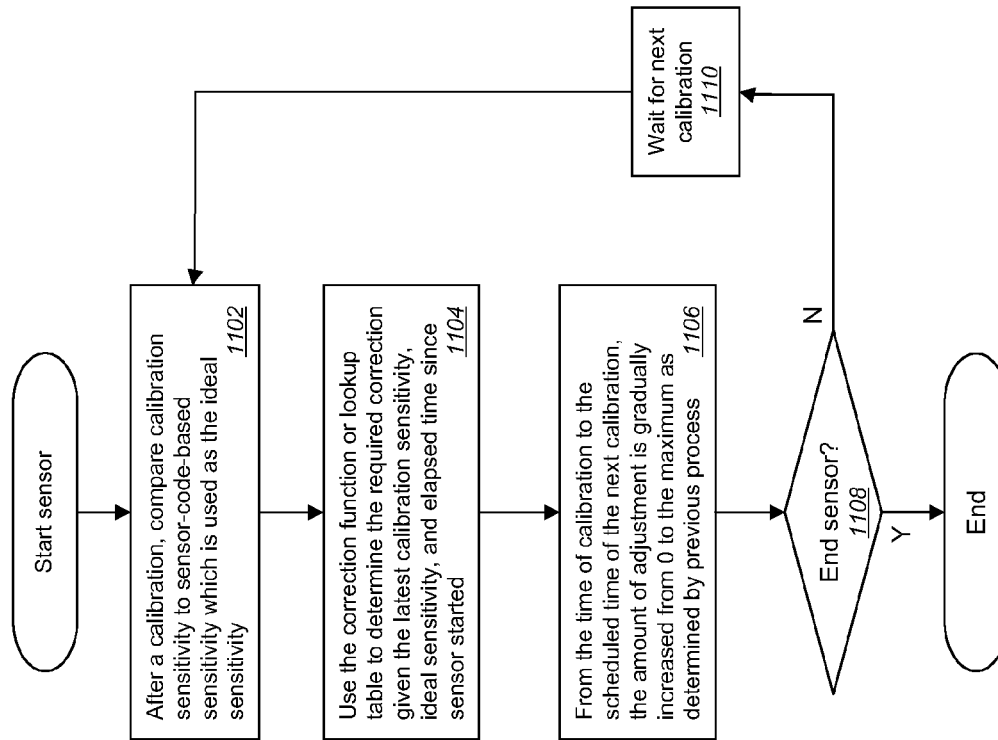 Start sensor
After a calibration, compare calibration
sensitivity to sensor-code-based
sensitivity which is used as the ideal
sensitivity
1102
Use the correction function or lookup
table to determine the required correction
given the latest calibration sensitivity,
ideal sensitivity, and elapsed time since
sensor started
1104
From the time of calibration to the
scheduled time of the next calibration,
the amount of adjustment is gradually
increased from 0 to the maximum as
determined by previous process
1106
End sensor?
1108
N
Y
Wait for next
calibration
1110
End